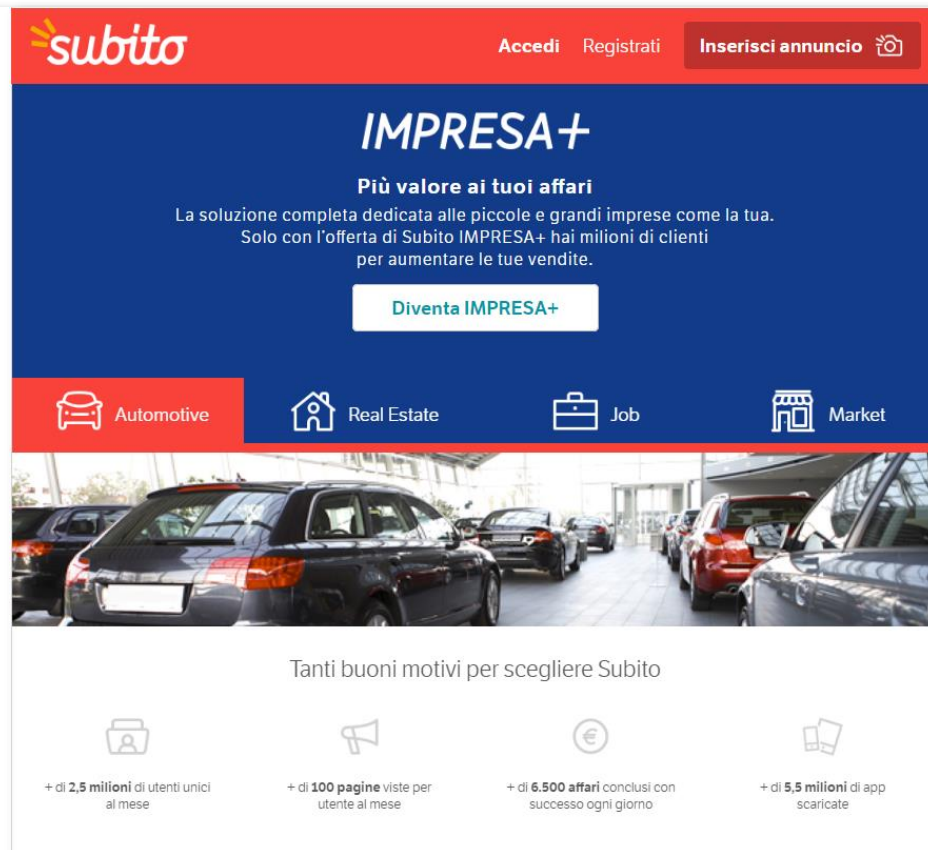 subito
Accedi Registrati Inserisci annuncio
IMPRESA+
Più valore ai tuoi affari
La soluzione completa dedicata alle piccole e grandi imprese come la tua.
Solo con l'offerta di Subito IMPRESA+ hai milioni di clienti
per aumentare le tue vendite.
Diventa IMPRESA+
Automotive Real Estate Job Market
Tanti buoni motivi per scegliere Subito
+ di 2,5 milioni di utenti unici
al mese
+ di 100 pagine viste per
utente al mese
+ di 6.500 affari conclusi con
successo ogni giorno
+ di 5,5 milioni di app
scaricate